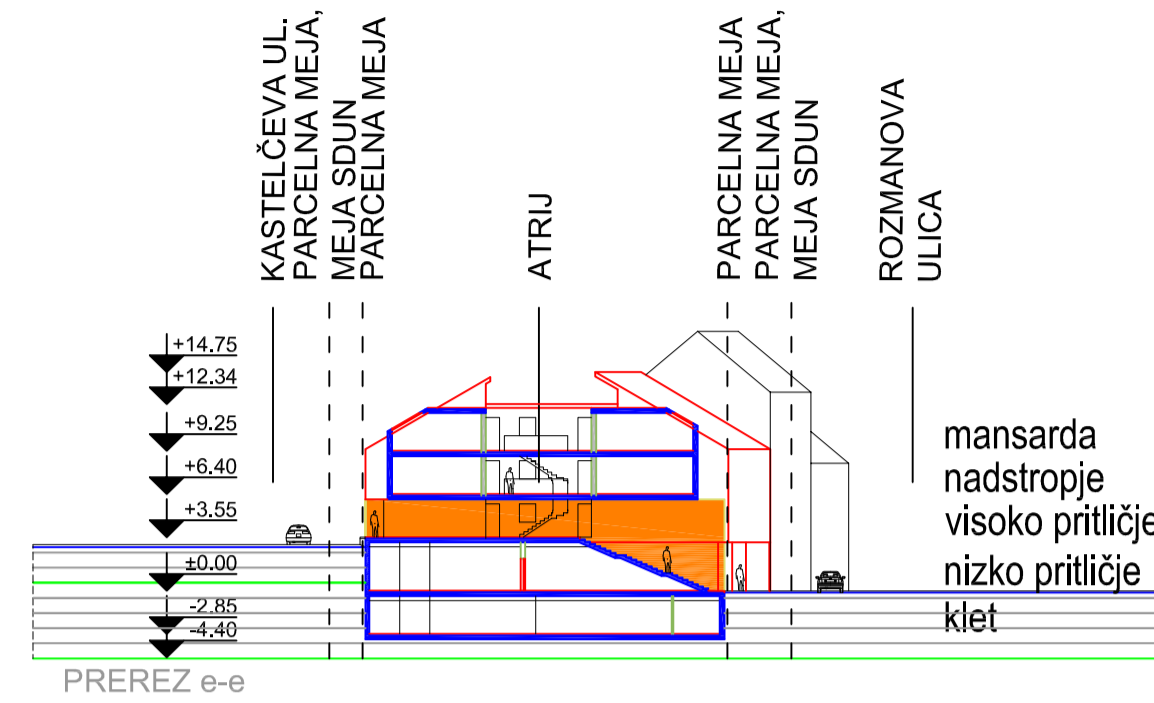 KASTELČEVA UL.
PARCELNA MEJA,
MEJA SDUN
PARCELNA MEJA
ATRIJ
PARCELNA MEJA
PARCELNA MEJA,
MEJA SDUN
ROZMANOVA
ULICA
+14.75
+12.34
+9.25
+6.40
+3.55
±0.00
-2.85
-4.40
mansarda
nadstropje
visoko pritličje
nizko pritličje
klet
PREREZ e-e